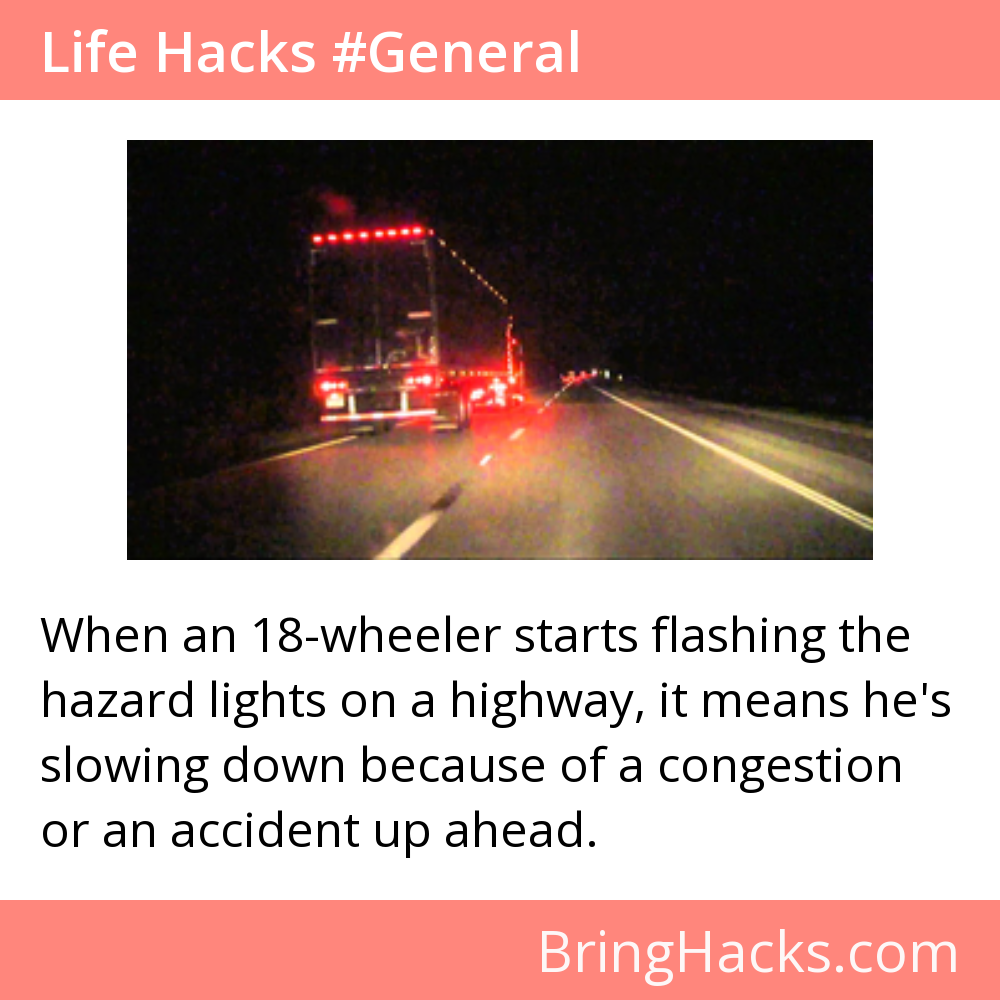 Life Hacks #General
When an 18-wheeler starts flashing the
hazard lights on a highway, it means he's
slowing down because of a congestion
or an accident up ahead.
BringHacks.com